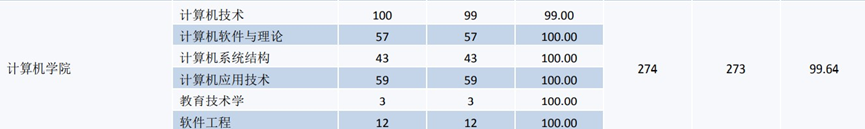 计算机技术 100 99 99.00
计算机软件与理论 57 57 100.00
计算机系统结构 43 43 100.00
计算机学院 计算机应用技术 59 59 100.00 274 273 99.64
教育技术学 3 3 100.00
软件工程 12 12 100.00